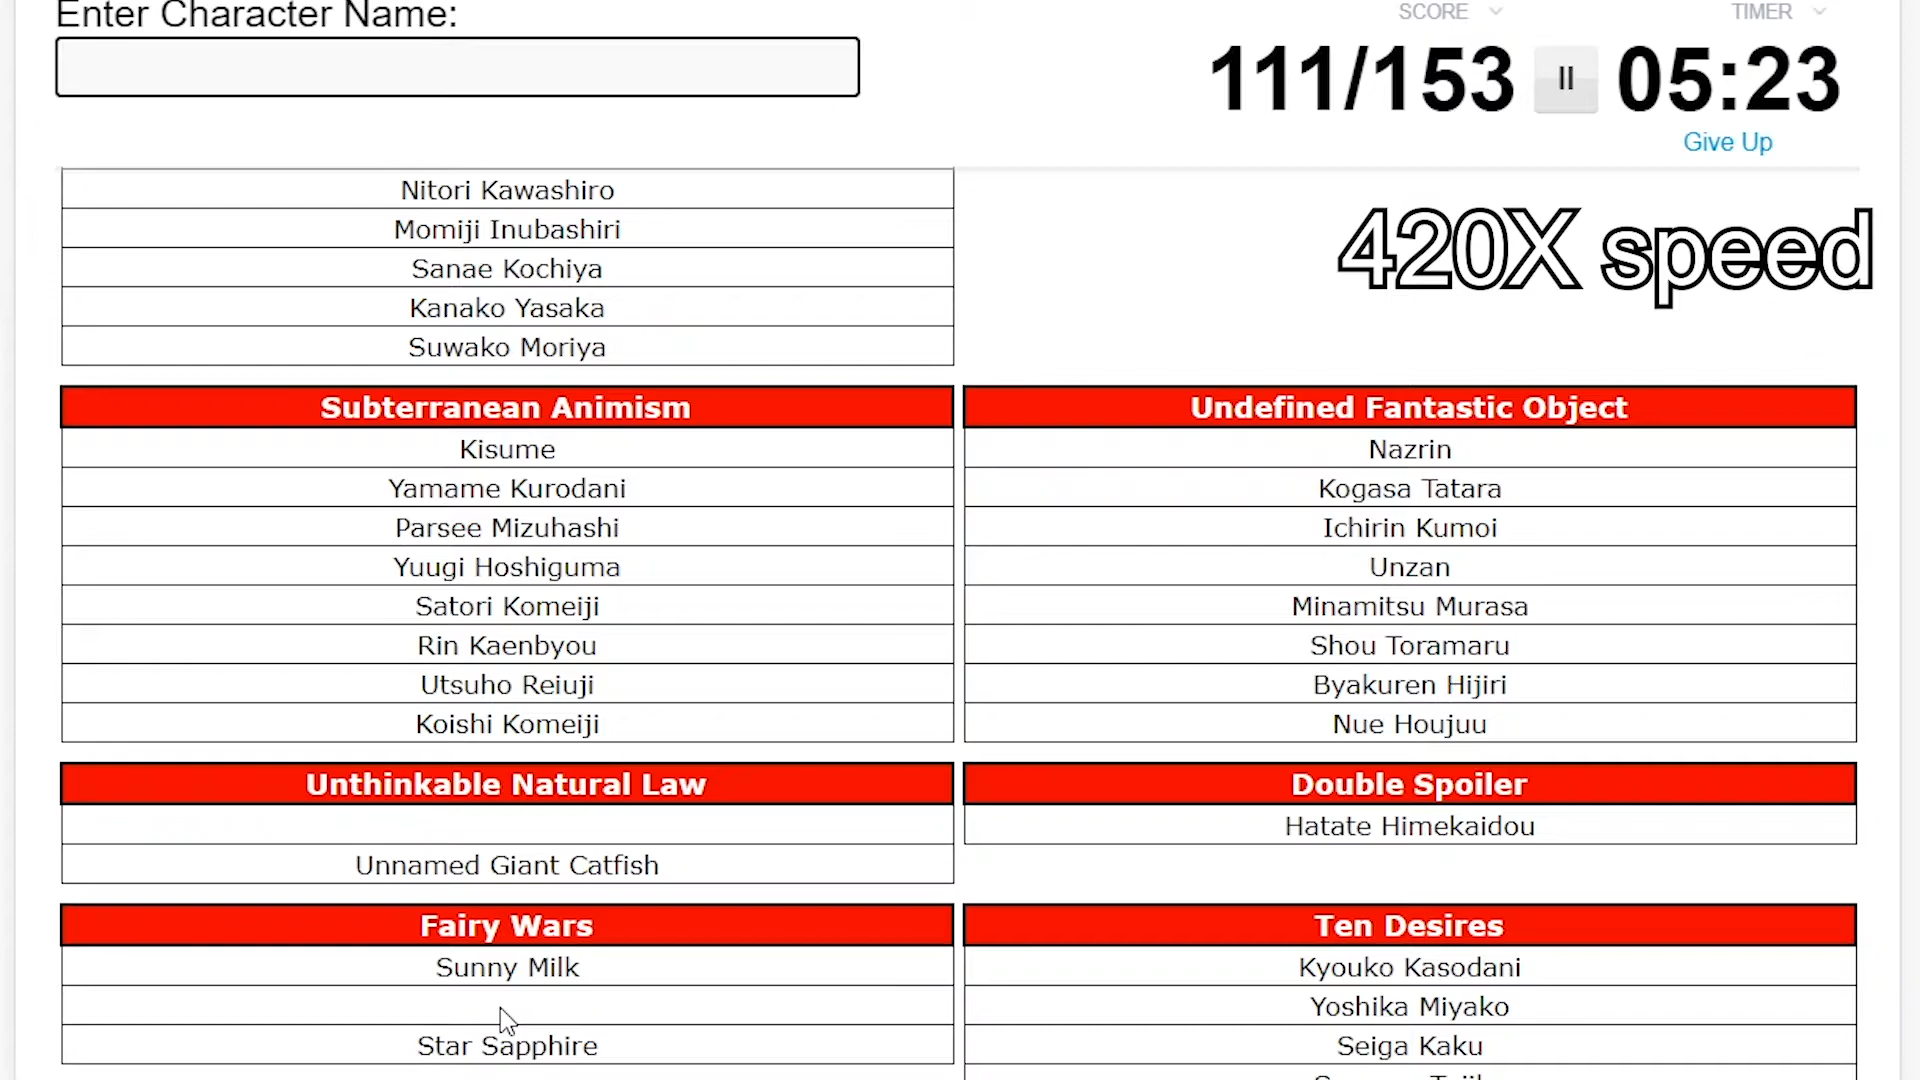 Enter Character Name:
SCORE
TIMER
111/153
05:23
Give Up
420X speed
Nitori Kawashiro
Momiji Inubashiri
Sanae Kochiya
Kanako Yasaka
Suwako Moriya
Subterranean Animism
Kisume
Yamame Kurodani
Parsee Mizuhashi
Yuugi Hoshiguma
Satori Komeiji
Rin Kaenbyou
Utsuho Reiuji
Koishi Komeiji
Undefined Fantastic Object
Nazrin
Kogasa Tatara
Ichirin Kumoi
Unzan
Minamitsu Murasa
Shou Toramaru
Byakuren Hijiri
Nue Houjuu
Unthinkable Natural Law
Unnamed Giant Catfish
Double Spoiler
Hatate Himekaidou
Fairy Wars
Sunny Milk
Star Sapphire
Ten Desires
Kyouko Kasodani
Yoshika Miyako
Seiga Kaku